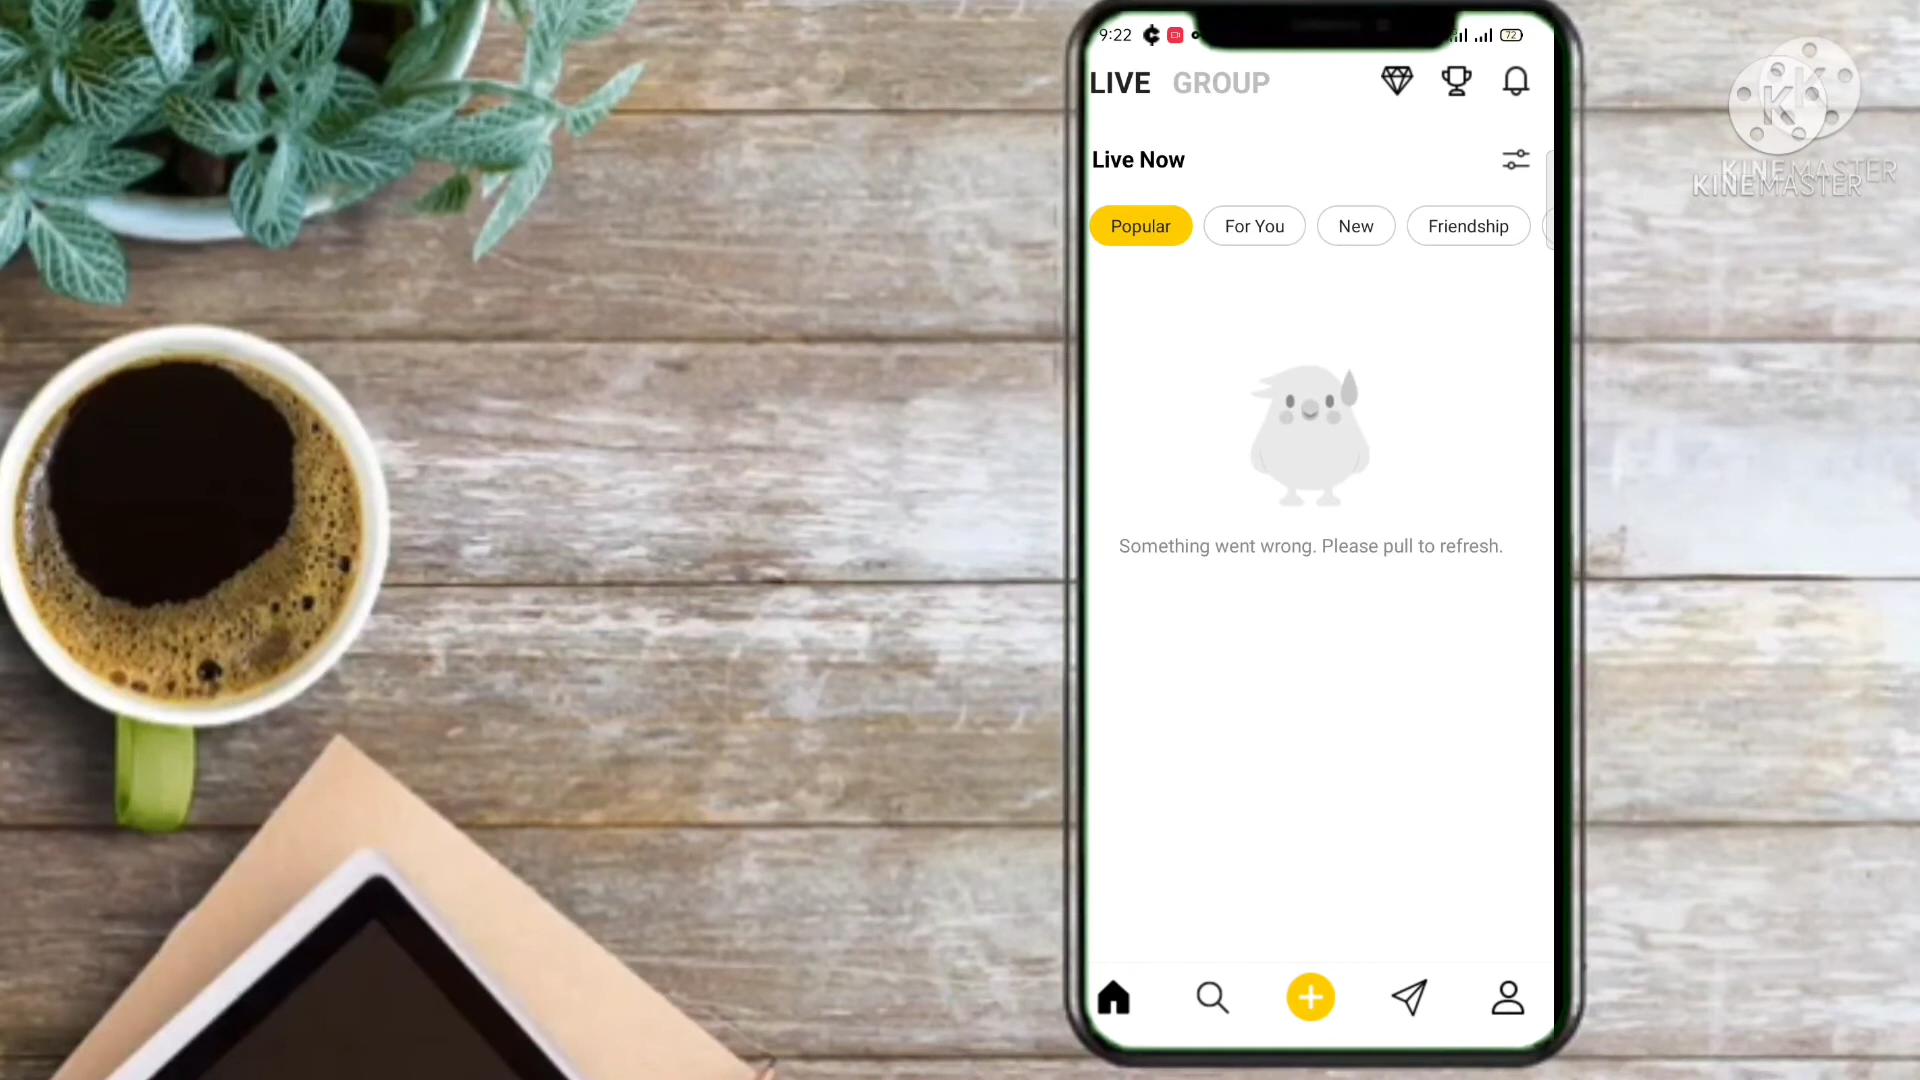 9:22
72
LIVE GROUP
Live Now
Popular For You New Friendship
Something went wrong. Please pull to refresh.
K
K
KINEMASTER
KINEMASTER